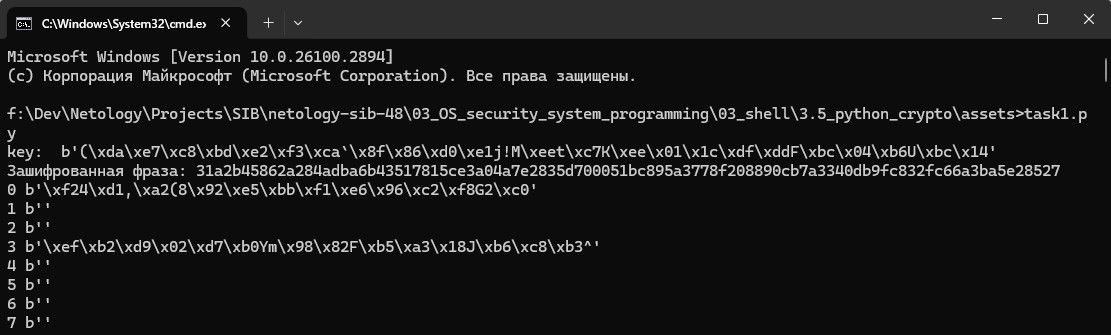 C:\Windows\System32\cmd.ex
Microsoft Windows [Version 10.0.26100.2894]
(c) Корпорация Майкрософт (Microsoft Corporation). Все права защищены.
f:\Dev\Netology\Projects\SIB\netology-sib-48\03_OS_security_system_programming\03_shell\3.5_python_crypto\assets>task1.p
y
key:  b'(\xda\xe7\xc8\xbd\xe2\xf3\xca`\x8f\x86\xd0\xe1j!M\xeet\xc7K\xee\x01\x1c\xdf\xddF\xbc\x04\xb6U\xbc\x14'
Зашифрованная фраза: 31a2b45862a284adba6b43517815ce3a04a7e2835d700051bc895a3778f208890cb7a3340db9fc832fc66a3ba5e28527
0 b'\xf24\xd1,\xa2(8\x92\xe5\xbb\xf1\xe6\x96\xc2\xf8G2\xc0'
1 b''
2 b''
3 b'\xef\xb2\xd9\x02\xd7\xb0Ym\x98\x82F\xb5\xa3\x18J\xb6\xc8\xb3^'
4 b''
5 b''
6 b''
7 b''